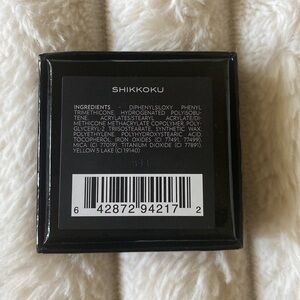 SHIKKOKU
INGREDIENTS - DIPHENYLSILOXY PHENYL
TRIMETHICONE, HYDROGENATED POLYISOBU-
TENE, ACRYLATES/STEARYL ACRYLATE/DI-
METHICONE METHACRYLATE COPOLYMER, POLY-
GLYCERYL-2 TRIISOSTEARATE, SYNTHETIC WAX,
POLYETHYLENE, POLYHYDROXYSTEARIC ACID,
TOCOPHEROL, IRON OXIDES (CI 77491, 77499),
MICA (CI 77019), TITANIUM DIOXIDE (CI 77891),
YELLOW 5 LAKE (CI 19140)
6 42872 94217 2